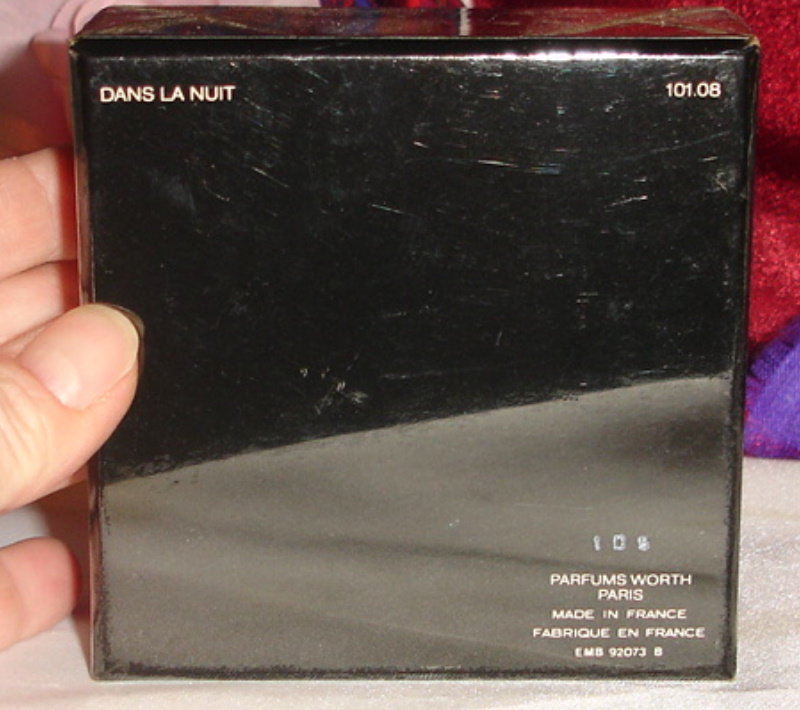 DANS LA NUIT
101.08
PARFUMS WORTH
PARIS
MADE IN FRANCE
FABRIQUE EN FRANCE
EMB 92073 B